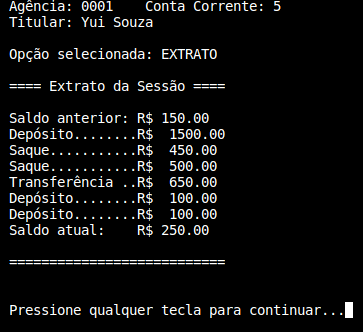 Agência: 0001    Conta Corrente: 5
Titular: Yui Souza
Opção selecionada: EXTRATO
==== Extrato da Sessão ====
Saldo anterior: R$ 150.00
Depósito........R$  1500.00
Saque...........R$  450.00
Saque...........R$  500.00
Transferência ..R$  650.00
Depósito........R$  100.00
Depósito........R$  100.00
Saldo atual:    R$ 250.00
===========================
Pressione qualquer tecla para continuar...